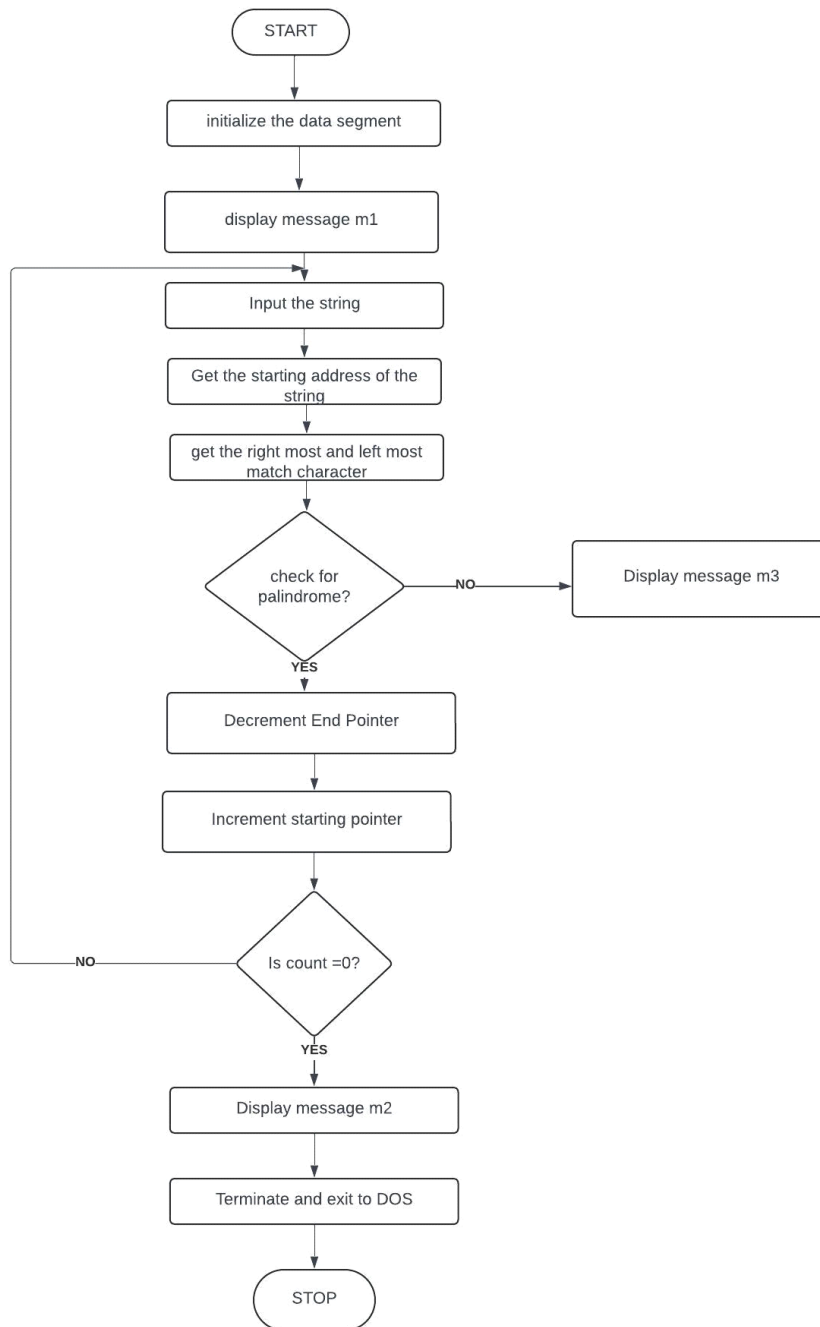 START
initialize the data segment
display message m1
Input the string
Get the starting address of the
string
get the right most and left most
match character
check for
palindrome?
NO
Display message m3
YES
Decrement End Pointer
Increment starting pointer
Is count =0?
NO
YES
Display message m2
Terminate and exit to DOS
STOP